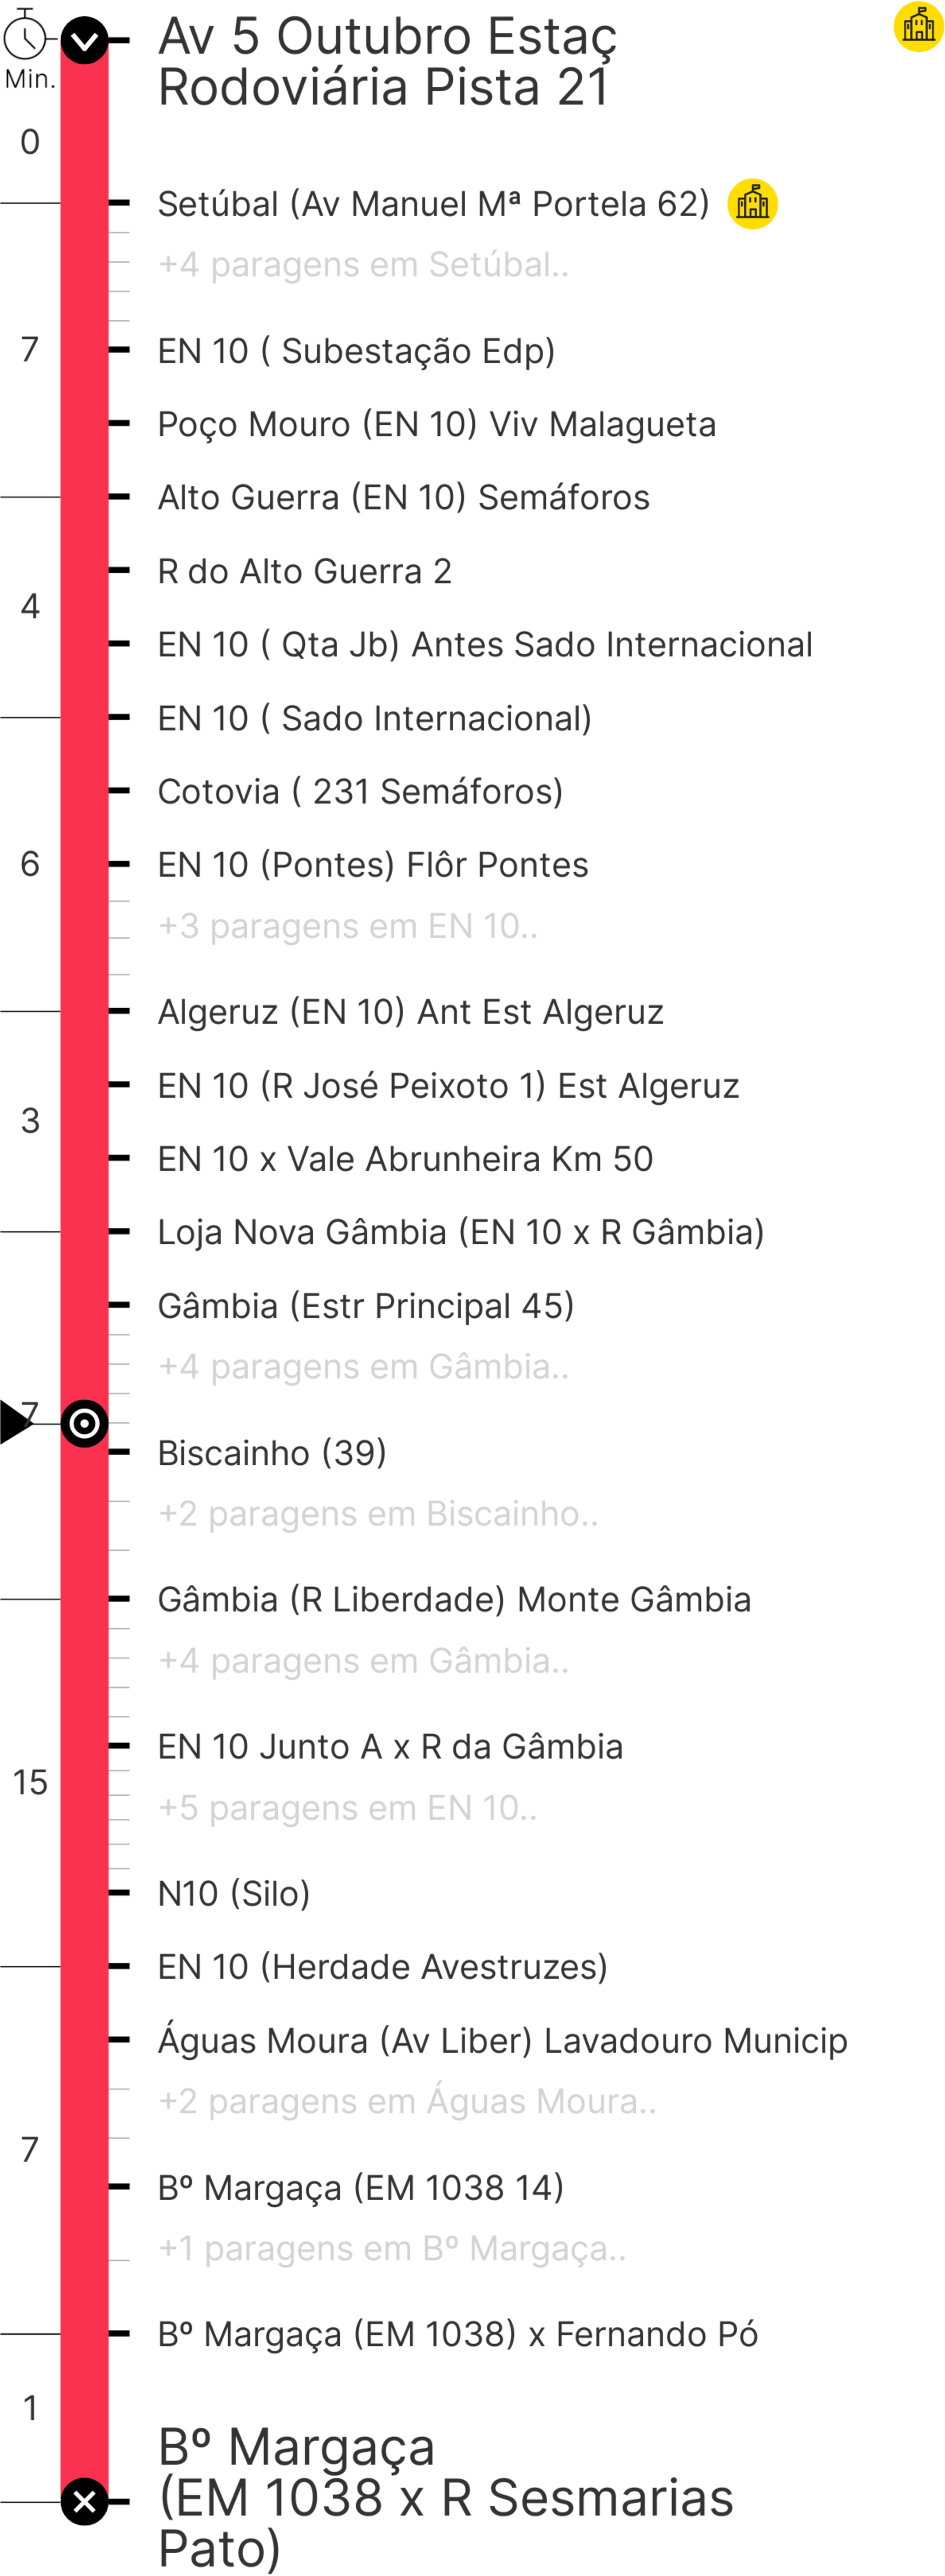 Av 5 Outubro Estaç
Rodoviária Pista 21
Min.
0
Setúbal (Av Manuel Mª Portela 62)
+4 paragens em Setúbal..
7
EN 10 ( Subestação Edp)
Poço Mouro (EN 10) Viv Malagueta
Alto Guerra (EN 10) Semáforos
R do Alto Guerra 2
4
EN 10 ( Qta Jb) Antes Sado Internacional
EN 10 ( Sado Internacional)
Cotovia ( 231 Semáforos)
6
EN 10 (Pontes) Flôr Pontes
+3 paragens em EN 10..
Algeruz (EN 10) Ant Est Algeruz
EN 10 (R José Peixoto 1) Est Algeruz
3
EN 10 x Vale Abrunheira Km 50
Loja Nova Gâmbia (EN 10 x R Gâmbia)
Gâmbia (Estr Principal 45)
+4 paragens em Gâmbia..
7
Biscainho (39)
+2 paragens em Biscainho..
Gâmbia (R Liberdade) Monte Gâmbia
+4 paragens em Gâmbia..
EN 10 Junto A x R da Gâmbia
15
+5 paragens em EN 10..
N10 (Silo)
EN 10 (Herdade Avestruzes)
Águas Moura (Av Liber) Lavadouro Municip
+2 paragens em Águas Moura..
7
Bº Margaça (EM 1038 14)
+1 paragens em Bº Margaça..
Bº Margaça (EM 1038) x Fernando Pó
1
Bº Margaça
(EM 1038 x R Sesmarias
Pato)